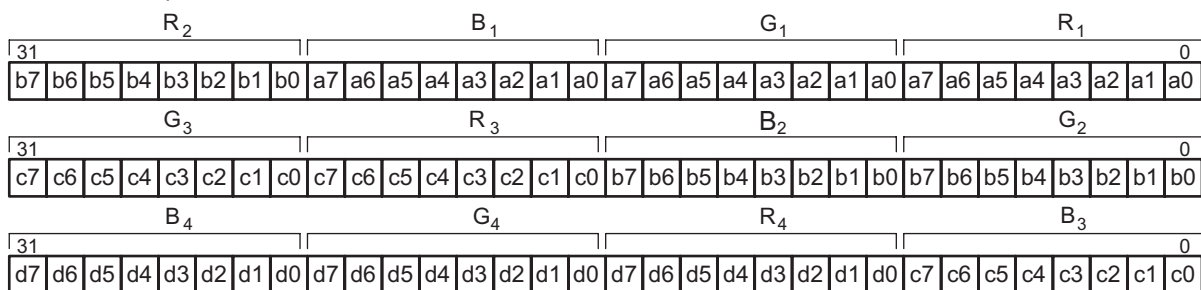 R2 B1 G1 R1
31 0
b7 b6 b5 b4 b3 b2 b1 b0 a7 a6 a5 a4 a3 a2 a1 a0 a7 a6 a5 a4 a3 a2 a1 a0 a7 a6 a5 a4 a3 a2 a1 a0
G3 R3 B2 G2
31 0
c7 c6 c5 c4 c3 c2 c1 c0 c7 c6 c5 c4 c3 c2 c1 c0 b7 b6 b5 b4 b3 b2 b1 b0 b7 b6 b5 b4 b3 b2 b1 b0
B4 G4 R4 B3
31 0
d7 d6 d5 d4 d3 d2 d1 d0 d7 d6 d5 d4 d3 d2 d1 d0 d7 d6 d5 d4 d3 d2 d1 d0 c7 c6 c5 c4 c3 c2 c1 c0